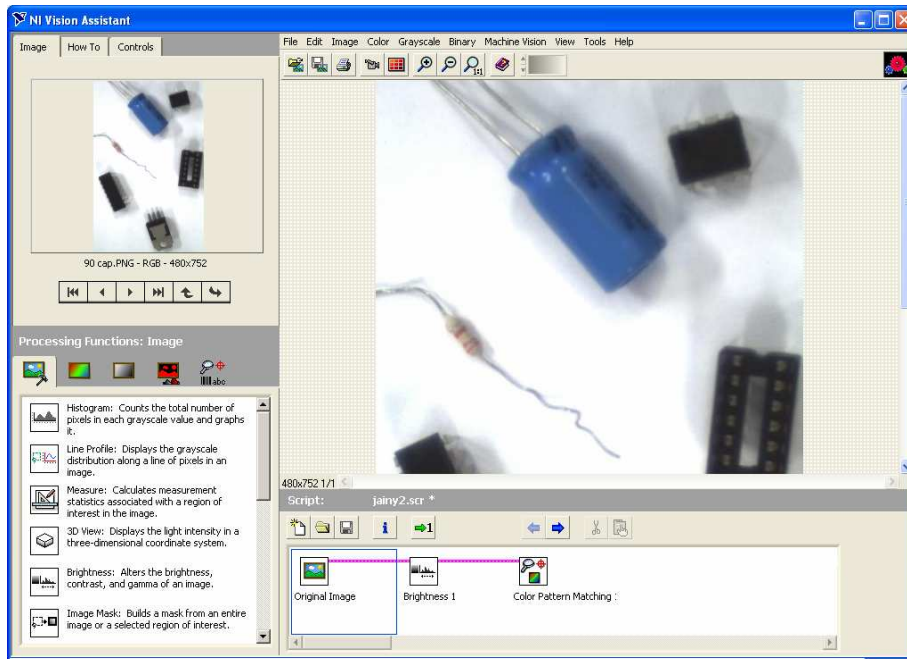 NI Vision Assistant
Image How To Controls
File Edit Image Color Grayscale Binary Machine Vision View Tools Help
1:1
90 cap.PNG - RGB - 480x752
Processing Functions: Image
abc
Histogram: Counts the total number of
pixels in each grayscale value and graphs
it.
Line Profile: Displays the grayscale
distribution along a line of pixels in an
image.
Measure: Calculates measurement
statistics associated with a region of
interest in the image.
3D View: Displays the light intensity in a
three-dimensional coordinate system.
Brightness: Alters the brightness,
contrast, and gamma of an image.
Image Mask: Builds a mask from an entire
image or a selected region of interest.
480x752 1/1
Script: jainy2.scr *
i
1
Original Image
Brightness 1
Color Pattern Matching :